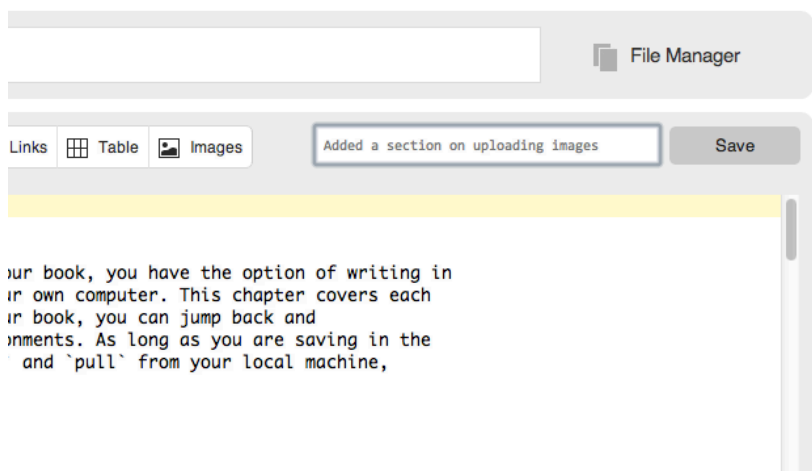 File Manager
Links Table Images Added a section on uploading images Save
our book, you have the option of writing in
ur own computer. This chapter covers each
ur book, you can jump back and
onments. As long as you are saving in the
` and `pull` from your local machine,